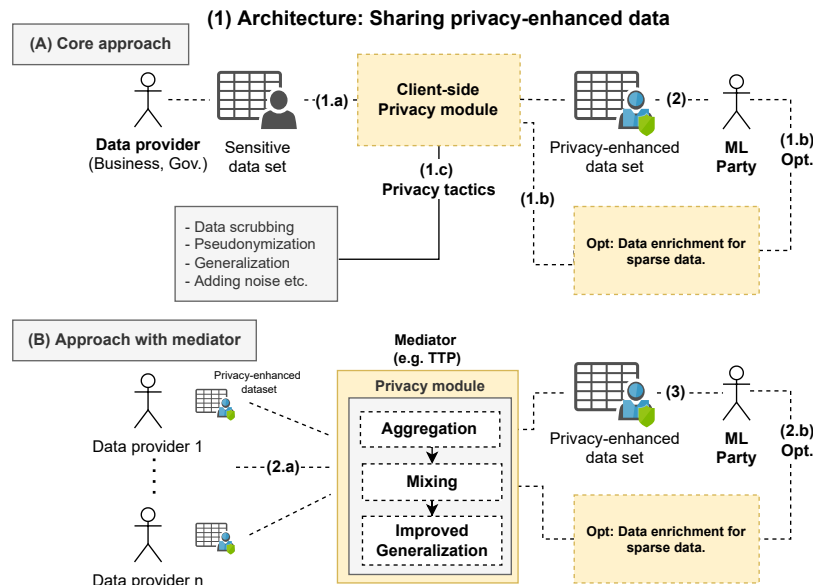 (1) Architecture: Sharing privacy-enhanced data
(A) Core approach
Data provider
(Business, Gov.)
Sensitive
data set
(1.a)
Client-side
Privacy module
(1.c)
Privacy tactics
- Data scrubbing
- Pseudonymization
- Generalization
- Adding noise etc.
Privacy-enhanced
data set
(2)
ML
Party
(1.b)
(1.b)
Opt.
Opt: Data enrichment for
sparse data.
(B) Approach with mediator
Data provider 1
Privacy-enhanced
dataset
(2.a)
Data provider n
Mediator
(e.g. TTP)
Privacy module
Aggregation
Mixing
Improved
Generalization
Privacy-enhanced
data set
(3)
ML
Party
(2.b)
Opt.
Opt: Data enrichment for
sparse data.